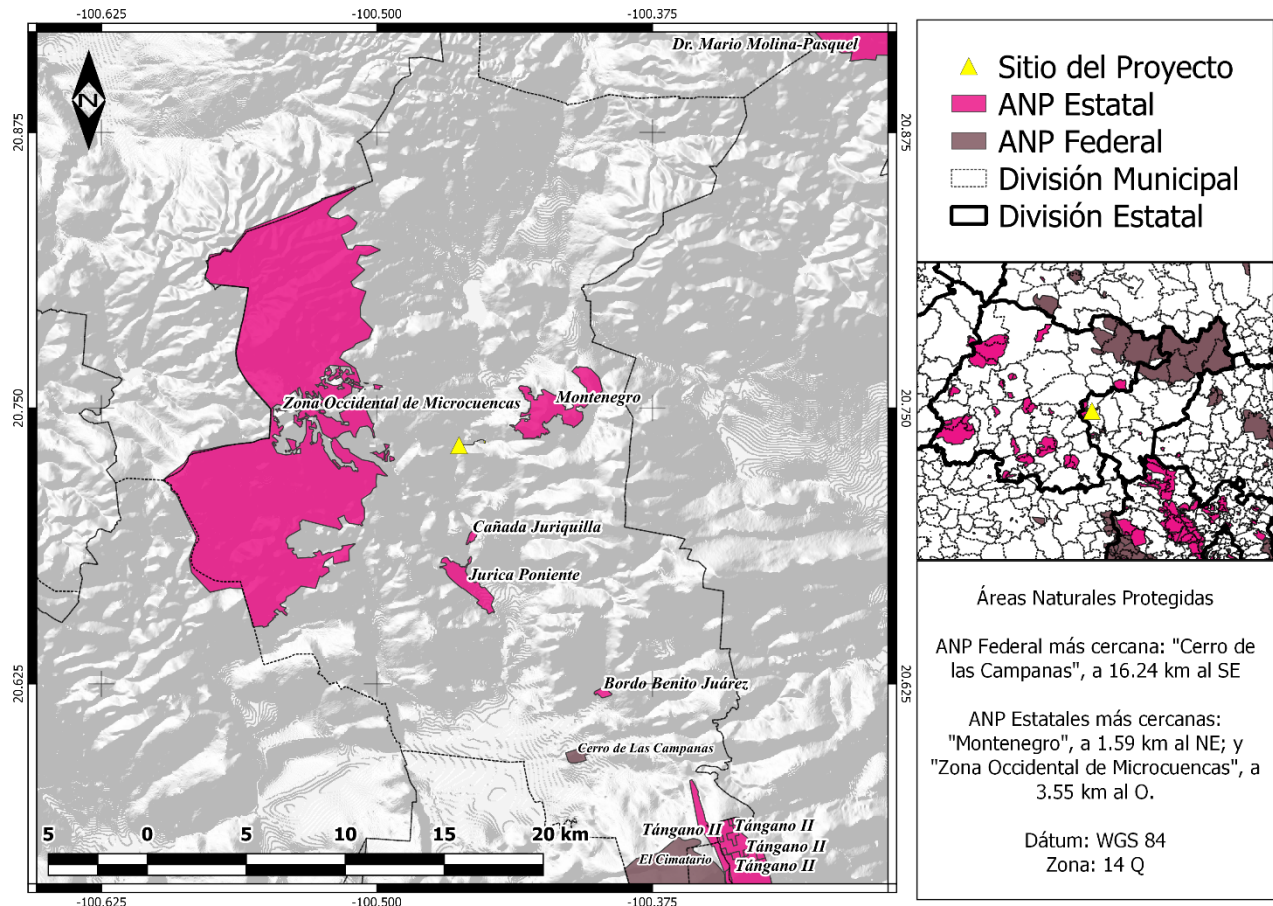 -100.625
-100.500
-100.375
Dr. Mario Molina-Pasquel
N
20.875
20.875
Zona Occidental de Microcuencas
Montenegro
20.750
20.750
Cañada Juriquilla
Jurica Poniente
Bordo Benito Juárez
20.625
20.625
Cerro de Las Campanas
5 0 5 10 15 20 km
Tángano II
Tángano II
Tángano II
El Cimatario
Tángano II
-100.625
-100.500
-100.375
Sitio del Proyecto
ANP Estatal
ANP Federal
División Municipal
División Estatal
Áreas Naturales Protegidas
ANP Federal más cercana: "Cerro de
las Campanas", a 16.24 km al SE
ANP Estatales más cercanas:
"Montenegro", a 1.59 km al NE; y
"Zona Occidental de Microcuencas", a
3.55 km al O.
Dátum: WGS 84
Zona: 14 Q